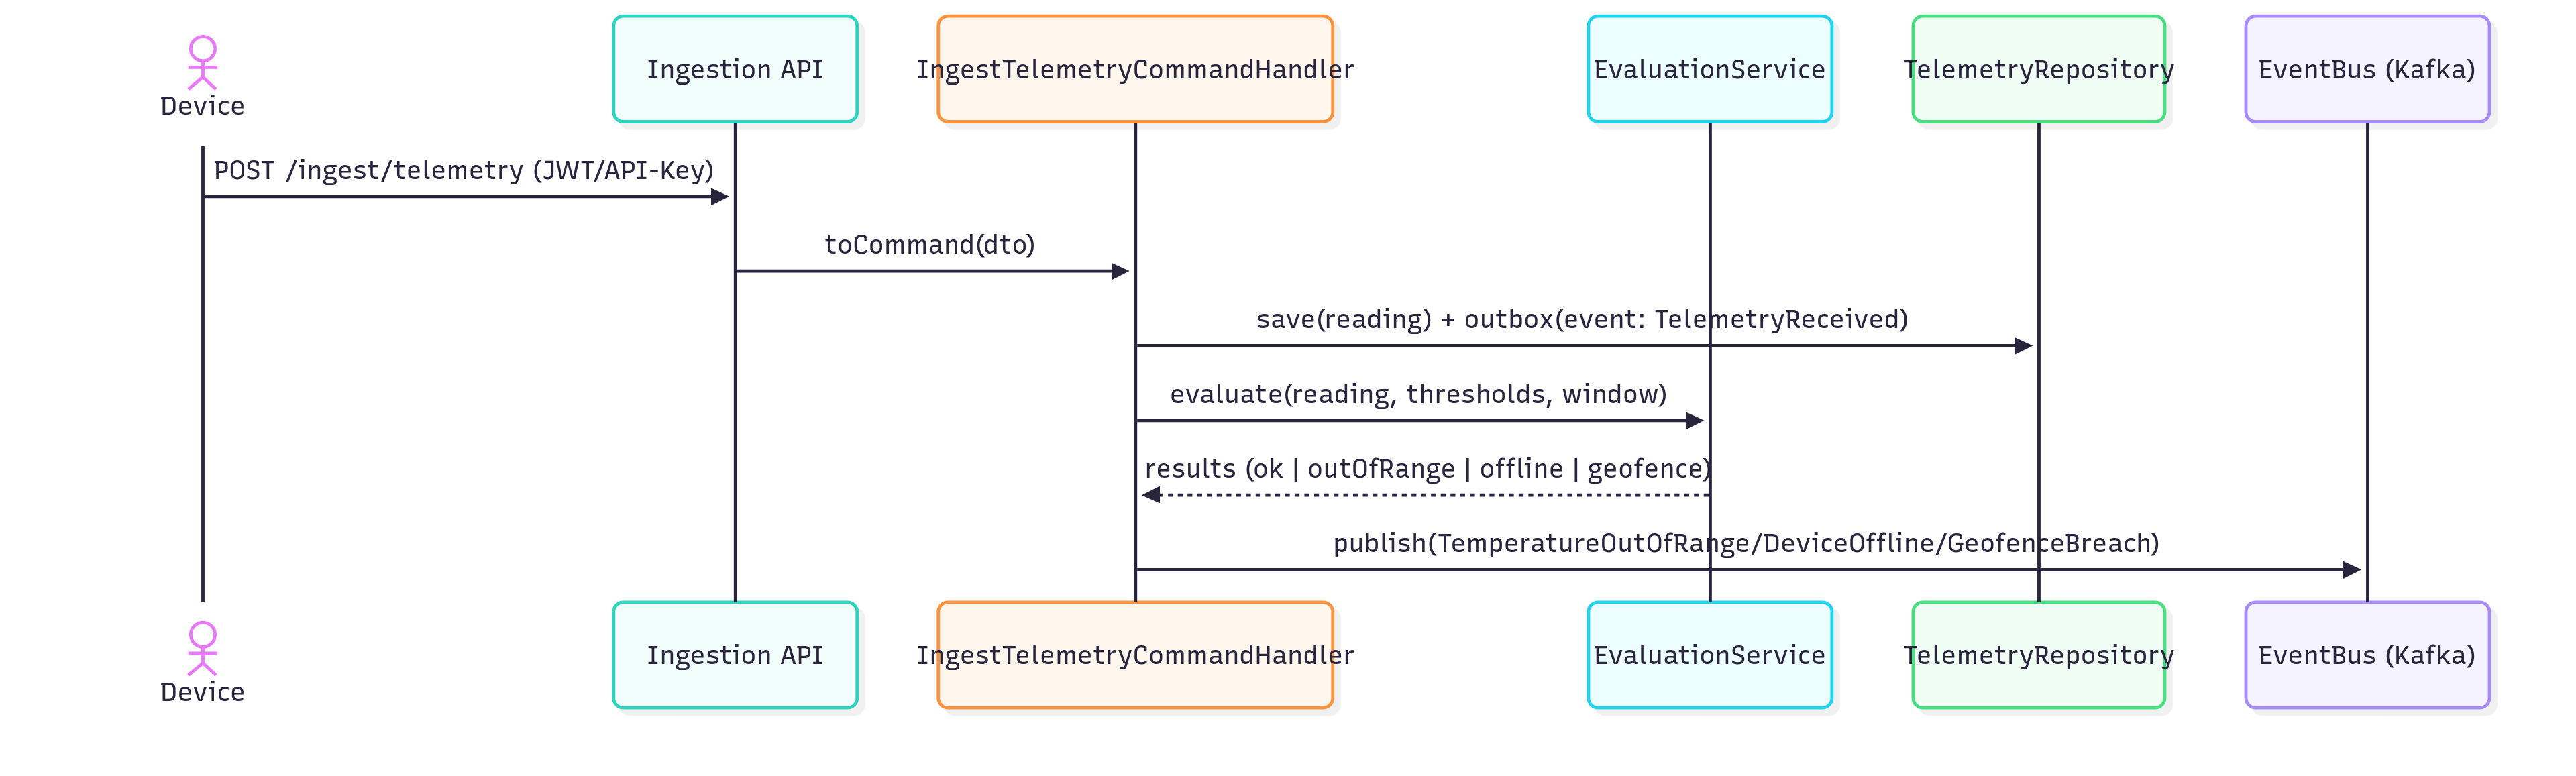 Device
Ingestion API
IngestTelemetryCommandHandler
EvaluationService
TelemetryRepository
EventBus (Kafka)
POST /ingest/telemetry (JWT/API-Key)
toCommand(dto)
save(reading) + outbox(event: TelemetryReceived)
evaluate(reading, thresholds, window)
results (ok | outOfRange | offline | geofence)
publish(TemperatureOutOfRange/DeviceOffline/GeofenceBreach)
Device
Ingestion API
IngestTelemetryCommandHandler
EvaluationService
TelemetryRepository
EventBus (Kafka)